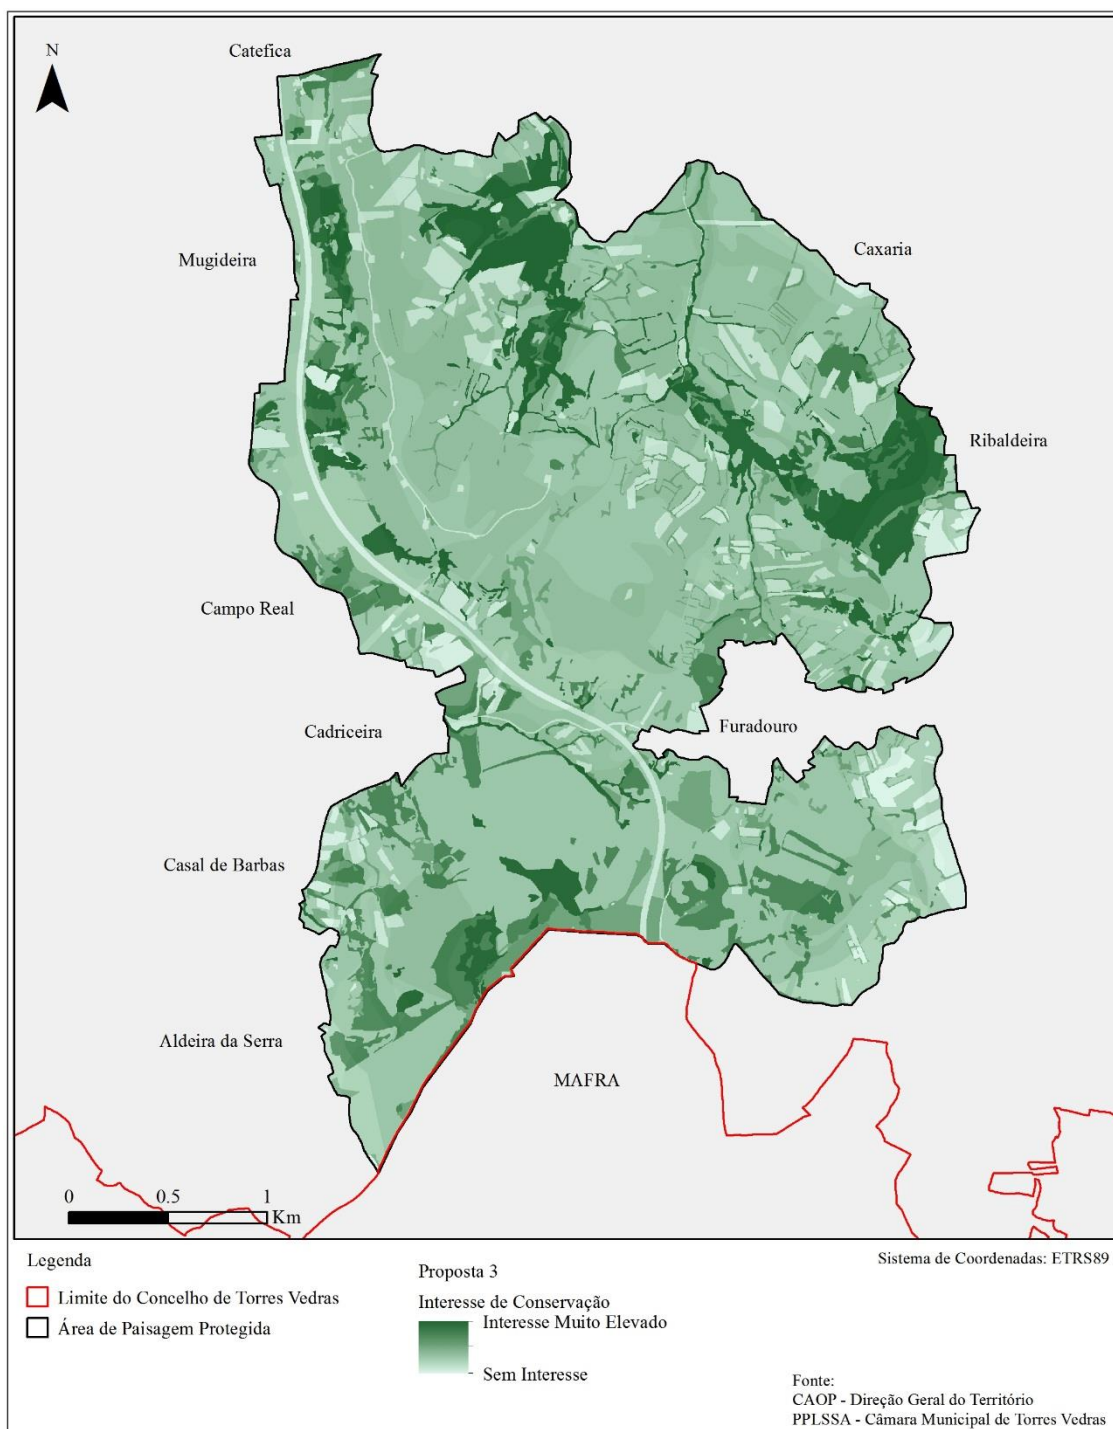 Catefica
N
Caxaria
Mugideira
Ribaldeira
Campo Real
Furadouro
Cadriceira
Casal de Barbas
Aldeira da Serra
MAFRA
0 0.5 1
Km
Legenda
Limite do Concelho de Torres Vedras
Área de Paisagem Protegida
Proposta 3
Interesse de Conservação
Interesse Muito Elevado
Sem Interesse
Sistema de Coordenadas: ETRS89
Fonte:
CAOP - Direção Geral do Território
PPLSSA - Câmara Municipal de Torres Vedras